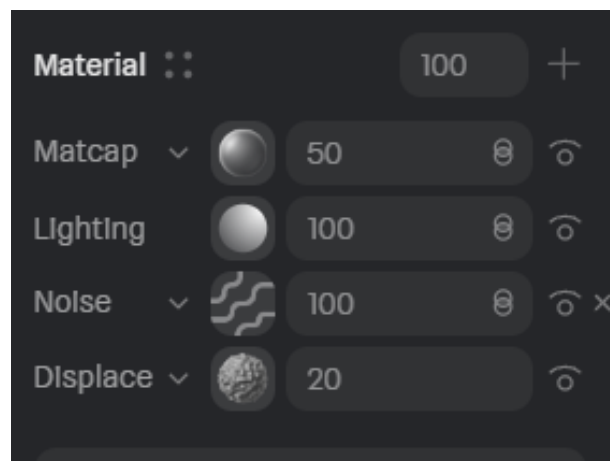 Material 100
Matcap 50
Lighting 100
Noise 100
Displace 20